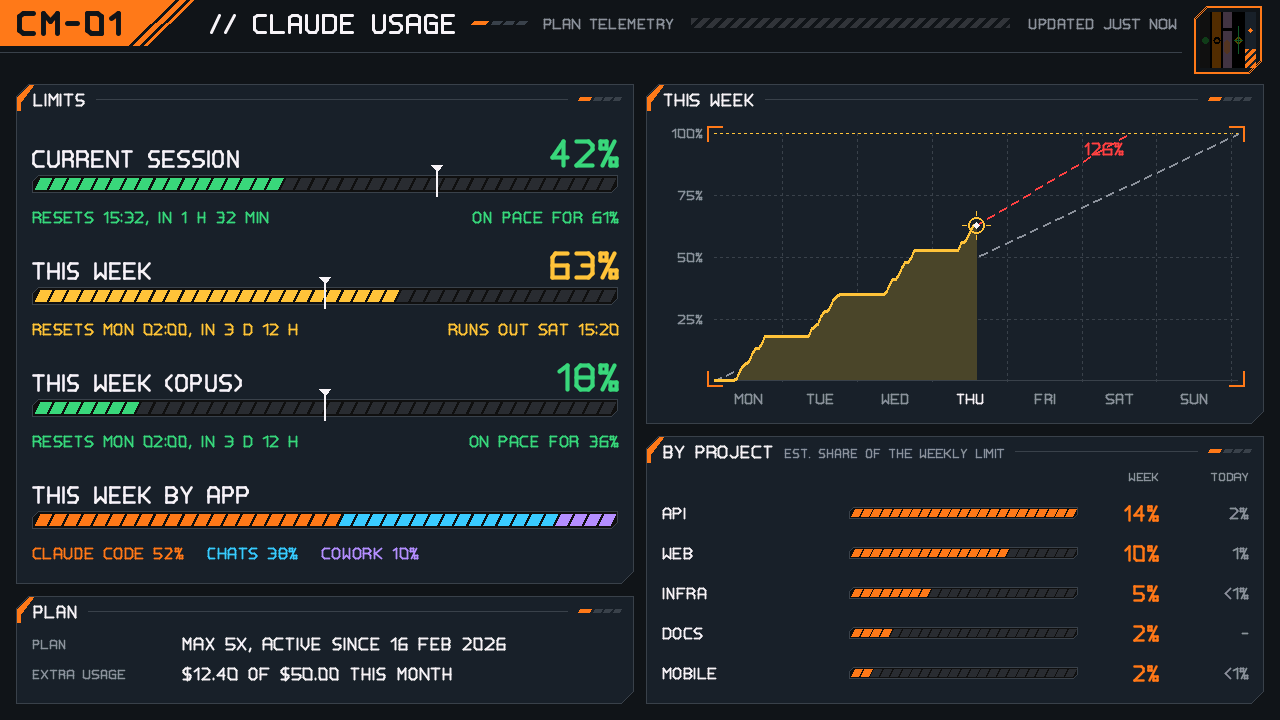 CM-01
// CLAUDE USAGE
PLAN TELEMETRY
UPDATED JUST NOW
LIMITS
CURRENT SESSION 42%
RESETS 15:32, IN 1 H 32 MIN ON PACE FOR 61%
THIS WEEK 63%
RESETS MON 02:00, IN 3 D 12 H RUNS OUT SAT 15:20
THIS WEEK (OPUS) 18%
RESETS MON 02:00, IN 3 D 12 H ON PACE FOR 36%
THIS WEEK BY APP
CLAUDE CODE 52% CHATS 38% COWORK 10%
PLAN
PLAN MAX 5X, ACTIVE SINCE 16 FEB 2026
EXTRA USAGE $12.40 OF $50.00 THIS MONTH
THIS WEEK
100%
126%
75%
50%
25%
MON TUE WED THU FRI SAT SUN
BY PROJECT EST. SHARE OF THE WEEKLY LIMIT
WEEK TODAY
API 14% 2%
WEB 10% 1%
INFRA 5% <1%
DOCS 2% -
MOBILE 2% <1%